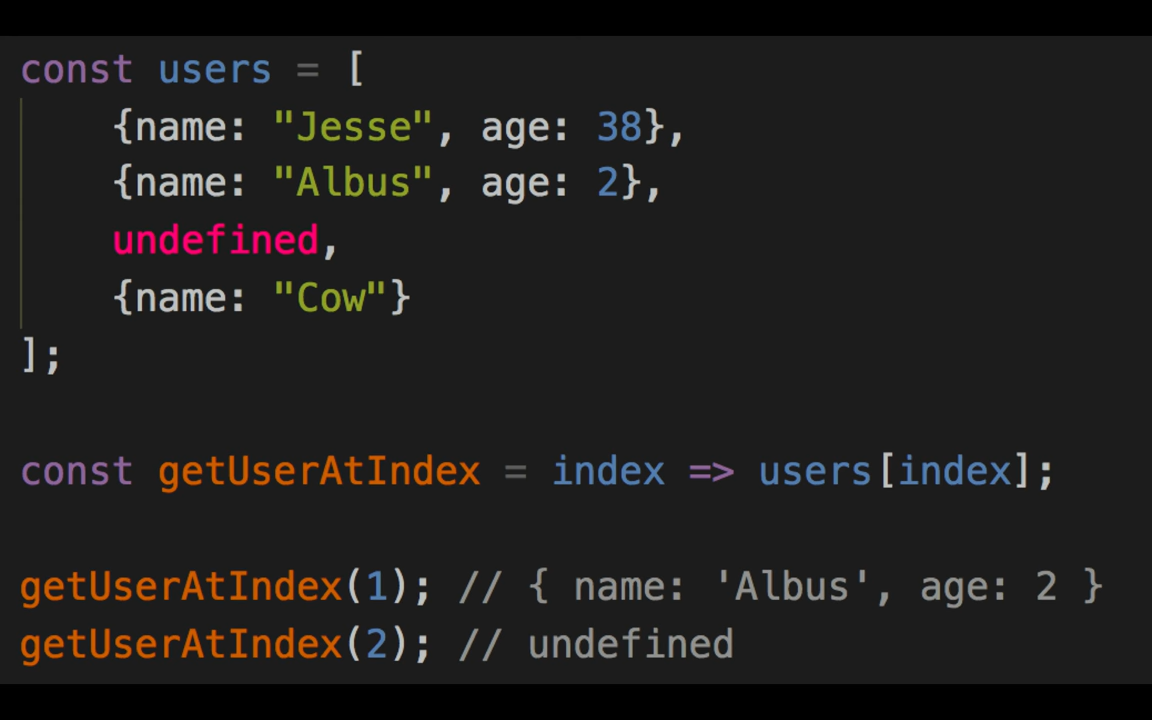 const users = [
    {name: "Jesse", age: 38},
    {name: "Albus", age: 2},
    undefined,
    {name: "Cow"}
];
const getUserAtIndex = index => users[index];
getUserAtIndex(1); // { name: 'Albus', age: 2 }
getUserAtIndex(2); // undefined